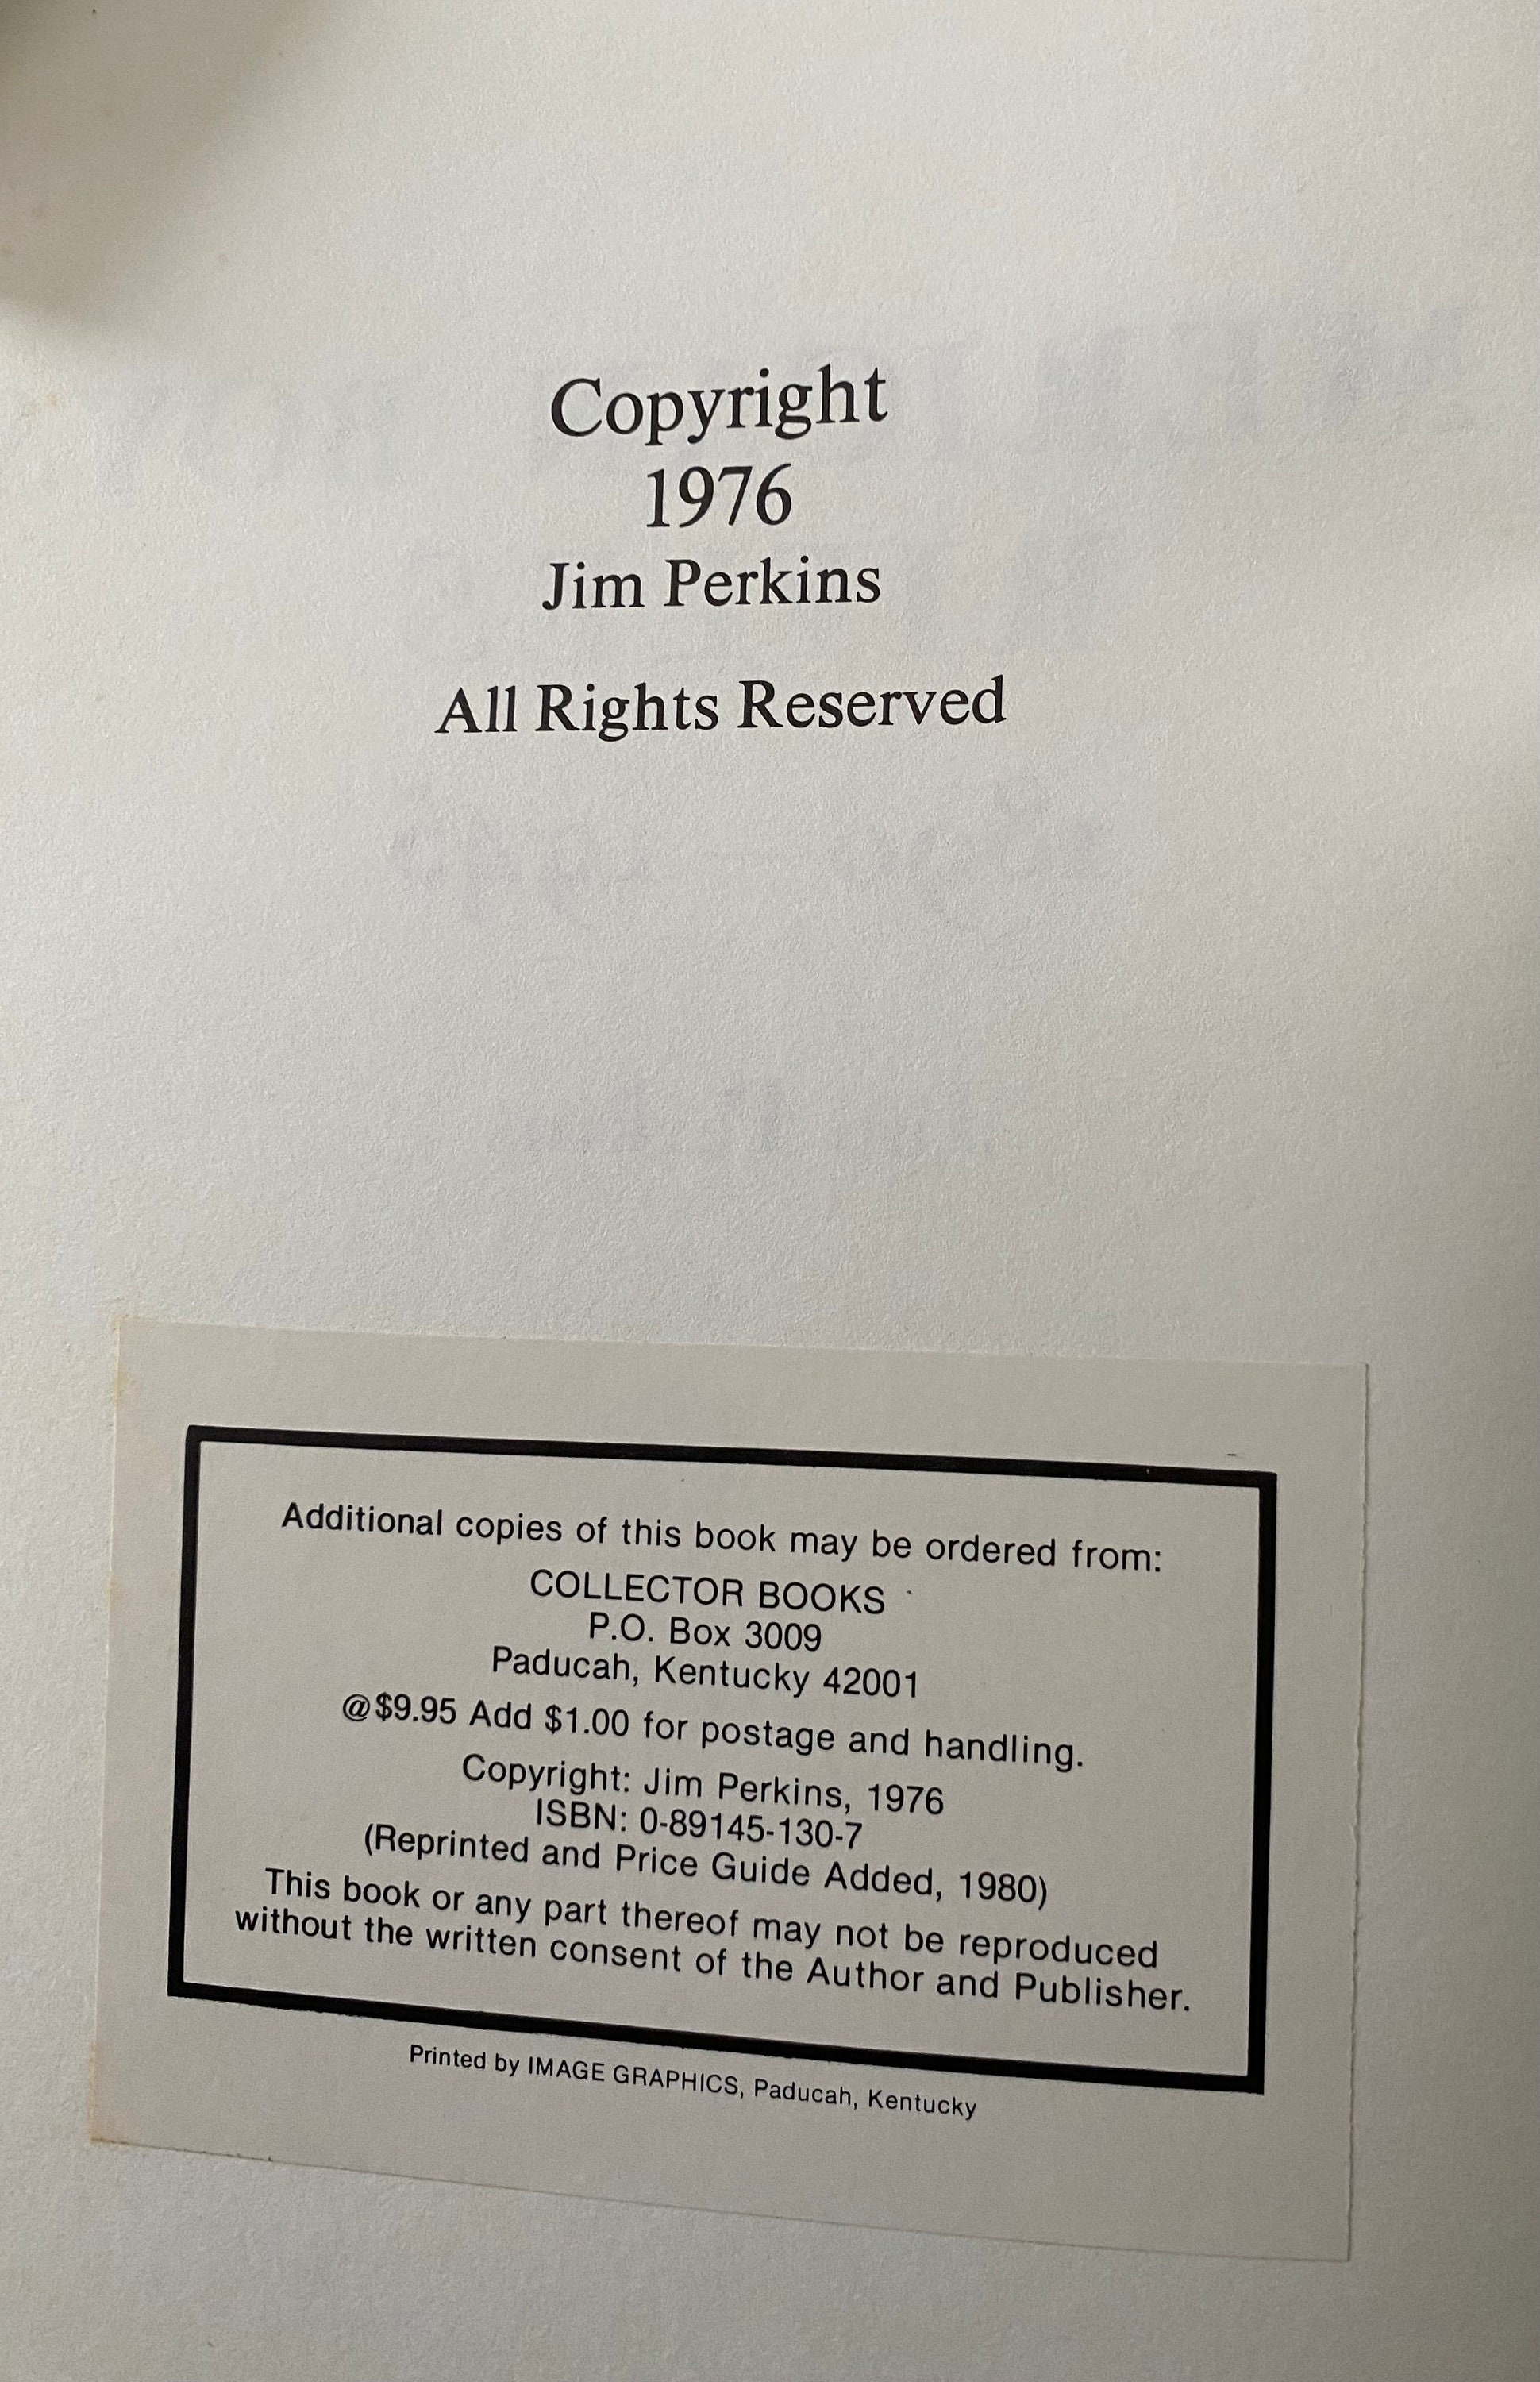 Copyright
1976
Jim Perkins
All Rights Reserved
Additional copies of this book may be ordered from:
COLLECTOR BOOKS
P.O. Box 3009
Paducah, Kentucky 42001
@$9.95 Add $1.00 for postage and handling.
Copyright: Jim Perkins, 1976
ISBN: 0-89145-130-7
(Reprinted and Price Guide Added, 1980)
This book or any part thereof may not be reproduced
without the written consent of the Author and Publisher.
Printed by IMAGE GRAPHICS, Paducah, Kentucky